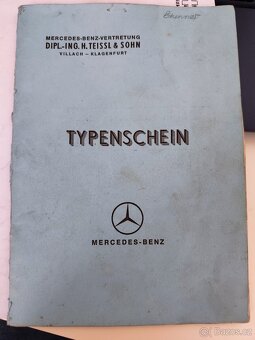 MERCEDES-BENZ-VERTRETUNG
DIPL.-ING. H. TEISSL & SOHN
VILLACH – KLAGENFURT
TYPENSCHEIN
MERCEDES-BENZ